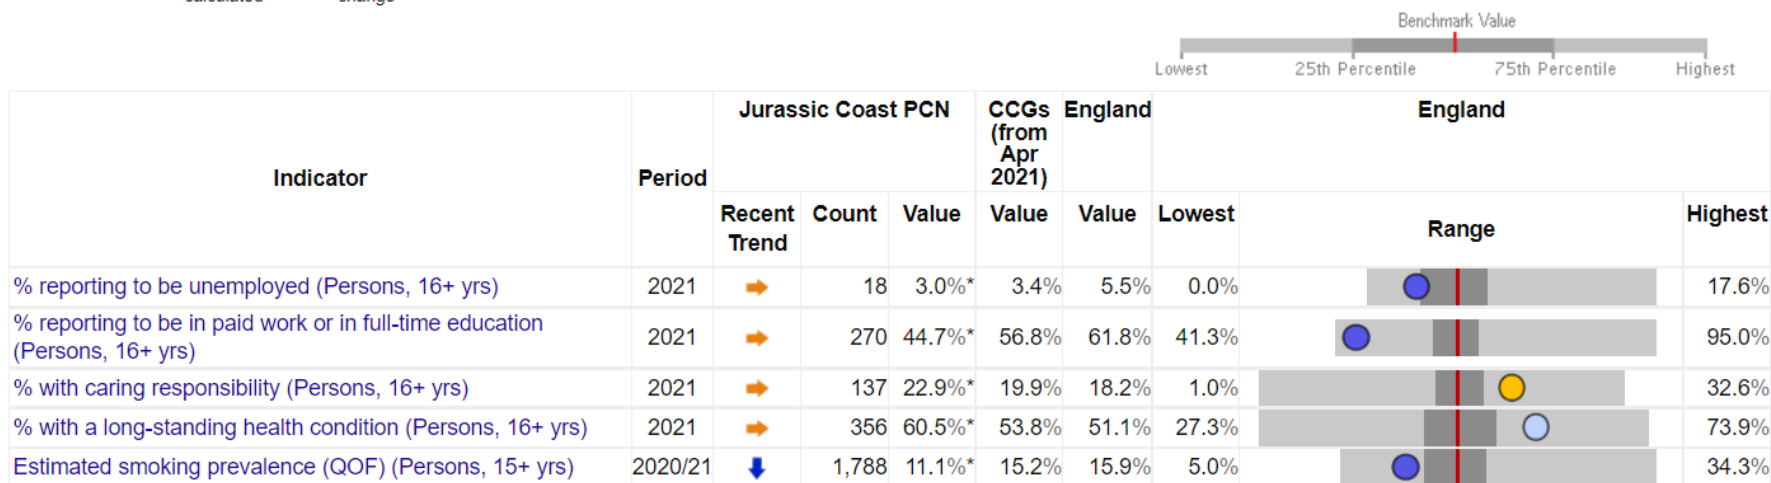 calculated change
Benchmark Value
Lowest 25th Percentile 75th Percentile Highest
Indicator Period Jurassic Coast PCN CCGs (from Apr 2021) England England
Recent Trend Count Value Value Value Lowest Range Highest
% reporting to be unemployed (Persons, 16+ yrs) 2021 18 3.0%* 3.4% 5.5% 0.0% 17.6%
% reporting to be in paid work or in full-time education
(Persons, 16+ yrs) 2021 270 44.7%* 56.8% 61.8% 41.3% 95.0%
% with caring responsibility (Persons, 16+ yrs) 2021 137 22.9%* 19.9% 18.2% 1.0% 32.6%
% with a long-standing health condition (Persons, 16+ yrs) 2021 356 60.5%* 53.8% 51.1% 27.3% 73.9%
Estimated smoking prevalence (QOF) (Persons, 15+ yrs) 2020/21 1,788 11.1%* 15.2% 15.9% 5.0% 34.3%